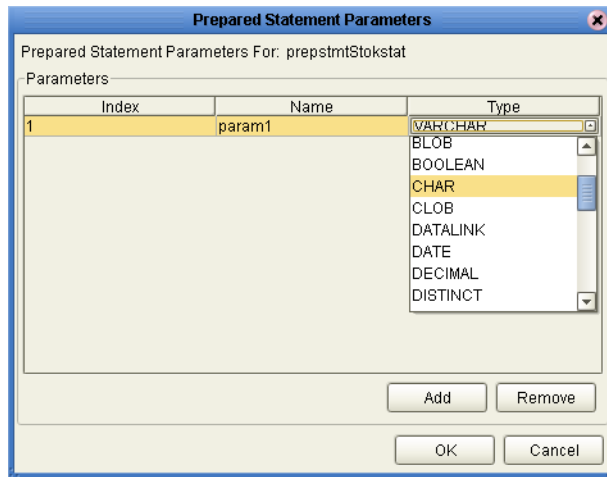 Prepared Statement Parameters
Prepared Statement Parameters For: prepstmtStokstat
Parameters
Index Name Type
1 param1 VARCHAR
BLOB
BOOLEAN
CHAR
CLOB
DATALINK
DATE
DECIMAL
DISTINCT
Add Remove
OK Cancel